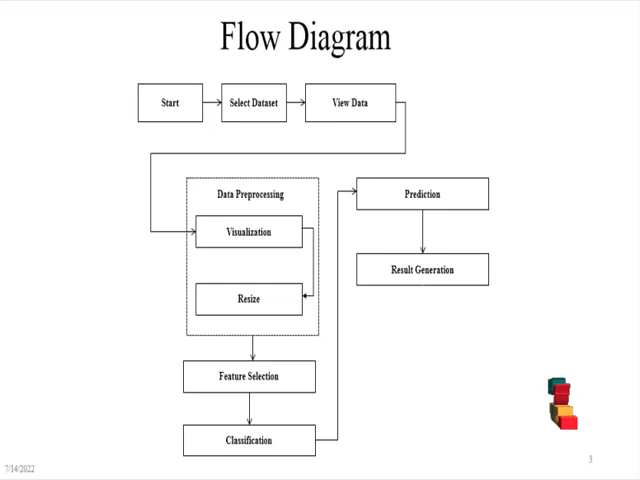 Flow Diagram
Start
Select Dataset
View Data
Data Preprocessing
Visualization
Resize
Feature Selection
Classification
Prediction
Result Generation
7/14/2022
3